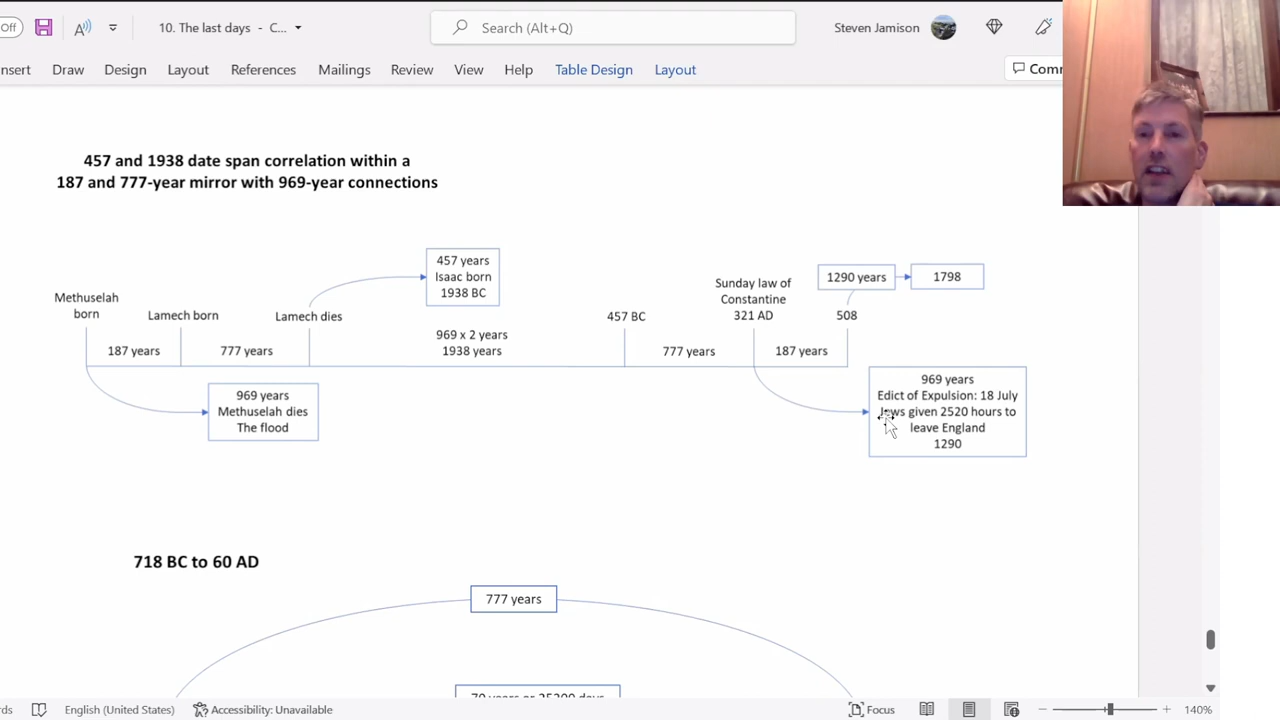 Off
10. The last days - C...
Search (Alt+Q)
Steven Jamison
nsert
Draw
Design
Layout
References
Mailings
Review
View
Help
Table Design
Layout
Comm
457 and 1938 date span correlation within a
187 and 777-year mirror with 969-year connections
457 years
Isaac born
1938 BC
Sunday law of
Constantine
321 AD
1290 years
1798
Methuselah
born
Lamech born
Lamech dies
457 BC
508
187 years
777 years
969 x 2 years
1938 years
777 years
187 years
969 years
Methuselah dies
The flood
969 years
Edict of Expulsion: 18 July
Jews given 2520 hours to
leave England
1290
718 BC to 60 AD
777 years
70 years or 25200 days
rds
English (United States)
Accessibility: Unavailable
Focus
140%